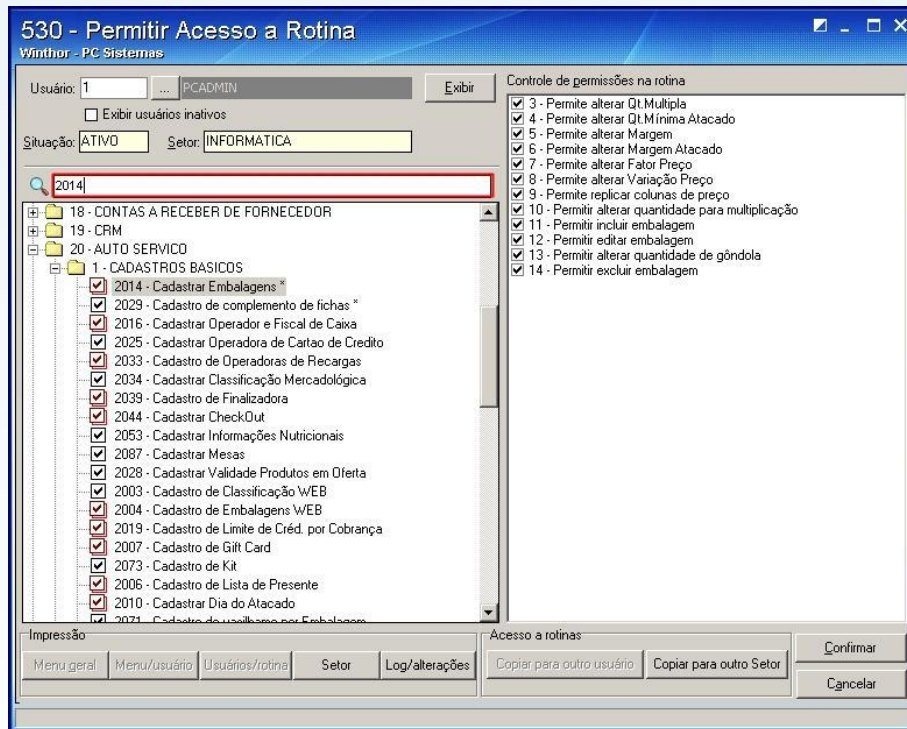 530 - Permitir Acesso a Rotina
Winthor - PC Sistemas
Usuário: 1 ... PCADMIN Exibir
Exibir usuários inativos
Situação: ATIVO Setor: INFORMATICA
2014
18 - CONTAS A RECEBER DE FORNECEDOR
19 - CRM
20 - AUTO SERVICO
1 - CADASTROS BASICOS
2014 - Cadastrar Embalagens *
2029 - Cadastro de complemento de fichas *
2016 - Cadastrar Operador e Fiscal de Caixa
2025 - Cadastrar Operadora de Cartao de Credito
2033 - Cadastro de Operadoras de Recargas
2034 - Cadastrar Classificação Mercadológica
2039 - Cadastro de Finalizadora
2044 - Cadastrar CheckOut
2053 - Cadastrar Informações Nutricionais
2087 - Cadastrar Mesas
2028 - Cadastrar Validade Produtos em Oferta
2003 - Cadastro de Classificação WEB
2004 - Cadastro de Embalagens WEB
2019 - Cadastro de Limite de Créd. por Cobrança
2007 - Cadastro de Gift Card
2073 - Cadastro de Kit
2006 - Cadastro de Lista de Presente
2010 - Cadastrar Dia do Atacado
2071 - Cadastro de vasilhame por Embalagem
Controle de permissões na rotina
3 - Permite alterar Qt.Multipla
4 - Permite alterar Qt.Mínima Atacado
5 - Permite alterar Margem
6 - Permite alterar Margem Atacado
7 - Permite alterar Fator Preço
8 - Permite alterar Variação Preço
9 - Permite replicar colunas de preço
10 - Permitir alterar quantidade para multiplicação
11 - Permitir incluir embalagem
12 - Permitir editar embalagem
13 - Permitir alterar quantidade de gôndola
14 - Permitir excluir embalagem
Impressão
Menu geral Menu/usuário Usuários/rotina Setor Log/alterações
Acesso a rotinas
Copiar para outro usuário Copiar para outro Setor
Confirmar
Cancelar